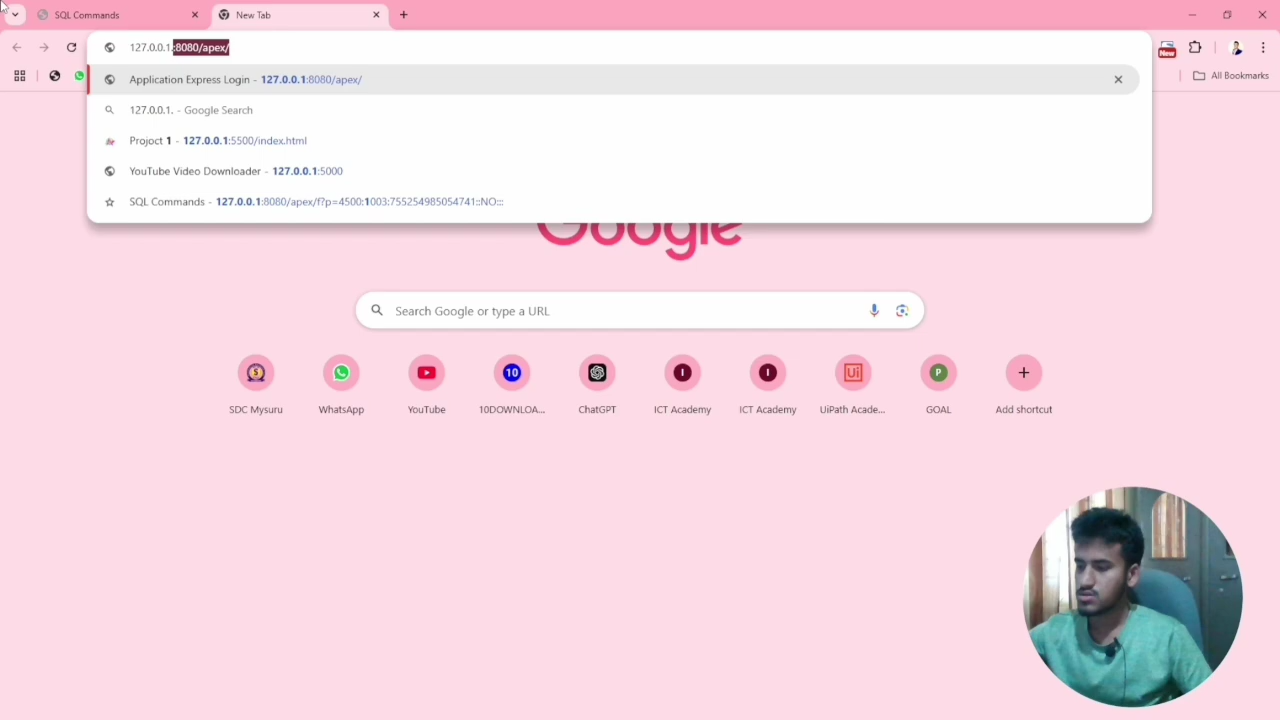 SQL Commands
New Tab
127.0.0.1.:8080/apex/
New
Application Express Login - 127.0.0.1:8080/apex/
All Bookmarks
127.0.0.1. - Google Search
Project 1 - 127.0.0.1:5500/index.html
YouTube Video Downloader - 127.0.0.1:5000
SQL Commands - 127.0.0.1:8080/apex/f?p=4500:1003:755254985054741::NO:::
Google
Search Google or type a URL
10
Ui
I
I
P
S
SDC Mysuru
WhatsApp
YouTube
10DOWNLOA...
ChatGPT
ICT Academy
ICT Academy
UiPath Acade...
GOAL
Add shortcut